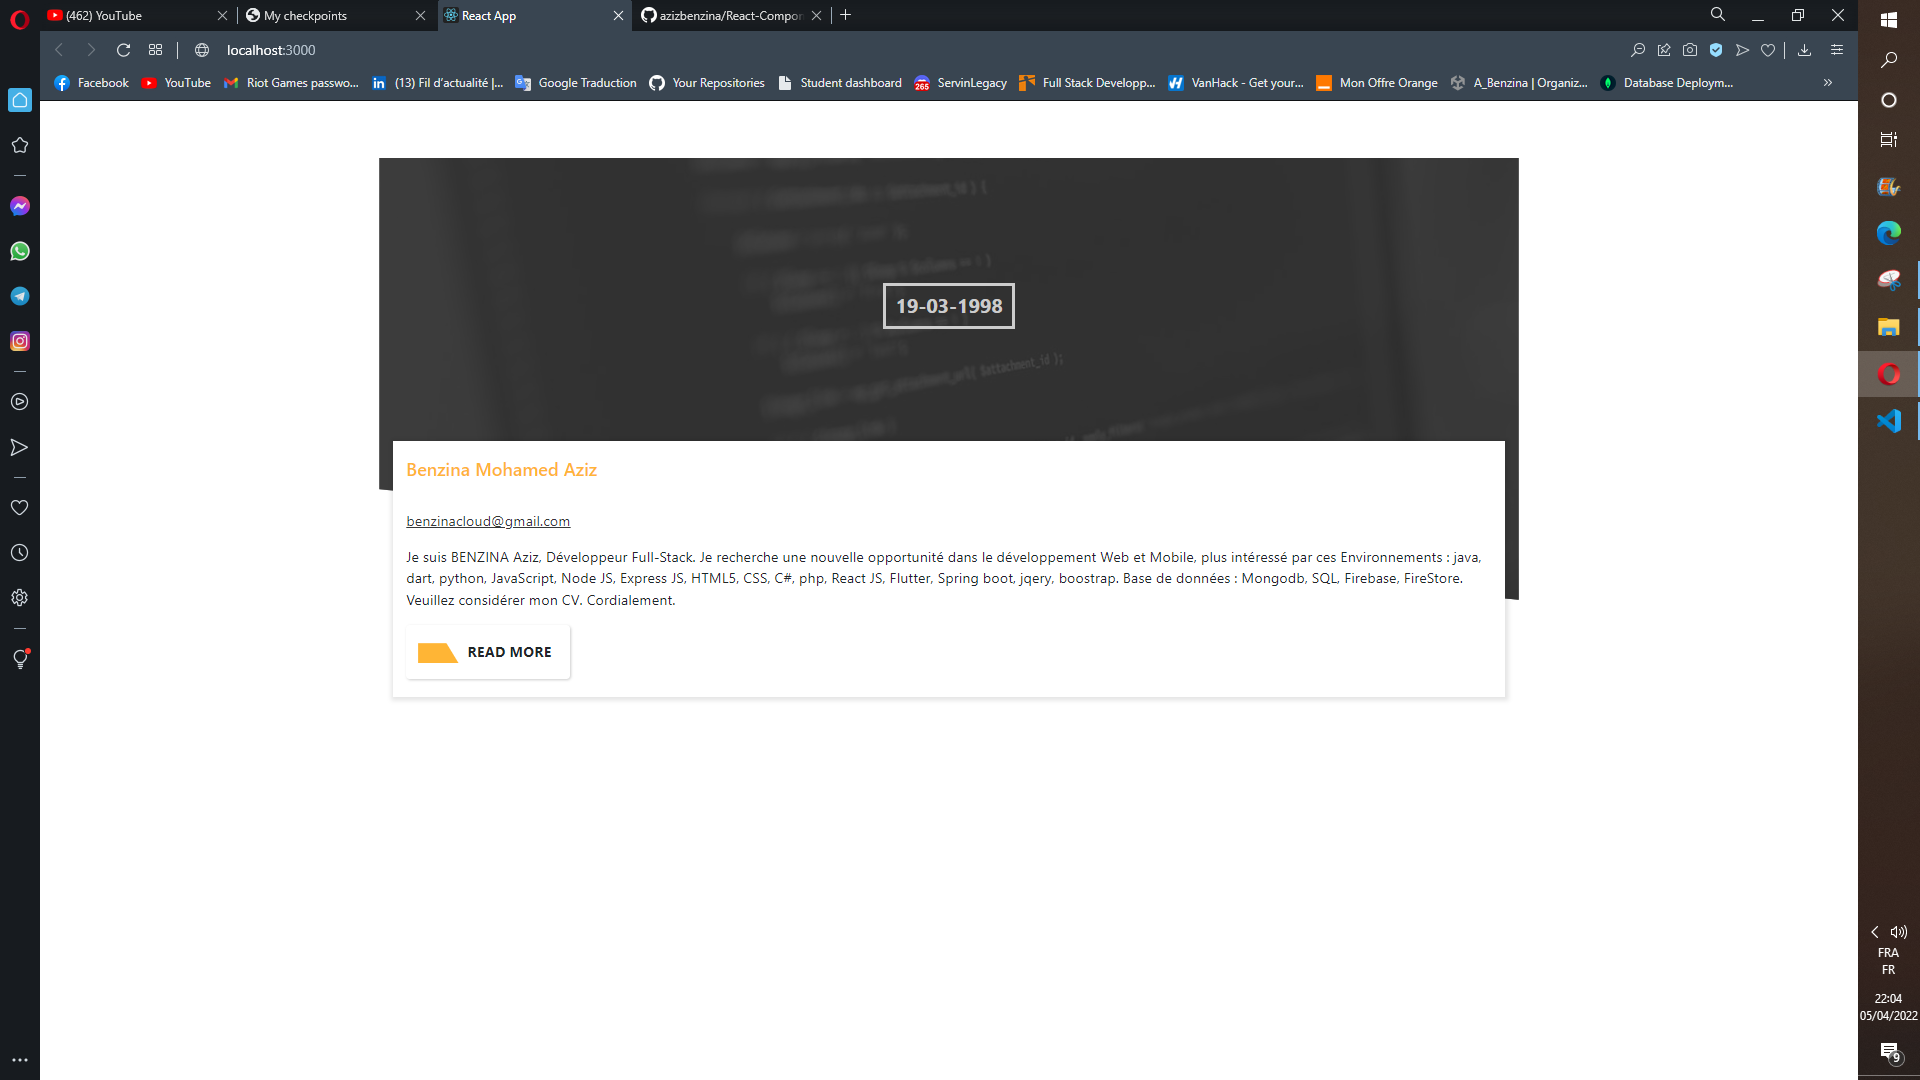 (462) YouTube
My checkpoints
React App
azizbenzina/React-Compon
localhost:3000
Facebook
YouTube
Riot Games passwo...
(13) Fil d'actualité |...
Google Traduction
Your Repositories
Student dashboard
265
ServinLegacy
Full Stack Developp...
VanHack - Get your...
Mon Offre Orange
A_Benzina | Organiz...
Database Deploym...
»
$attachment_id );
19-03-1998
Benzina Mohamed Aziz
benzinacloud@gmail.com
Je suis BENZINA Aziz, Développeur Full-Stack. Je recherche une nouvelle opportunité dans le développement Web et Mobile, plus intéressé par ces Environnements : java,
dart, python, JavaScript, Node JS, Express JS, HTML5, CSS, C#, php, React JS, Flutter, Spring boot, jqery, boostrap. Base de données : Mongodb, SQL, Firebase, FireStore.
Veuillez considérer mon CV. Cordialement.
READ MORE
FRA
FR
22:04
05/04/2022
9